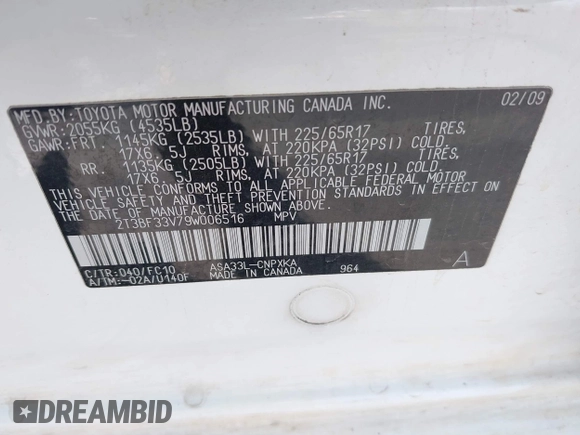 MFD.BY:TOYOTA MOTOR MANUFACTURING CANADA INC. 02/09
GVWR:2055KG (4535LB)
GAWR:FRT. 1145KG (2535LB) WITH 225/65R17 TIRES,
17X6.5J RIMS, AT 220KPA (32PSI) COLD.
RR. 1135KG (2505LB) WITH 225/65R17 TIRES,
17X6.5J RIMS, AT 220KPA (32PSI) COLD.
THIS VEHICLE CONFORMS TO ALL APPLICABLE FEDERAL MOTOR
VEHICLE SAFETY AND THEFT PREVENTION STANDARDS IN EFFECT ON
THE DATE OF MANUFACTURE SHOWN ABOVE.
2T3BF33V79W006516 MPV
C/TR:040/FC10 ASA33L-CNPXKA A
A/TM:-02A/U140F MADE IN CANADA 964
DREAMBID